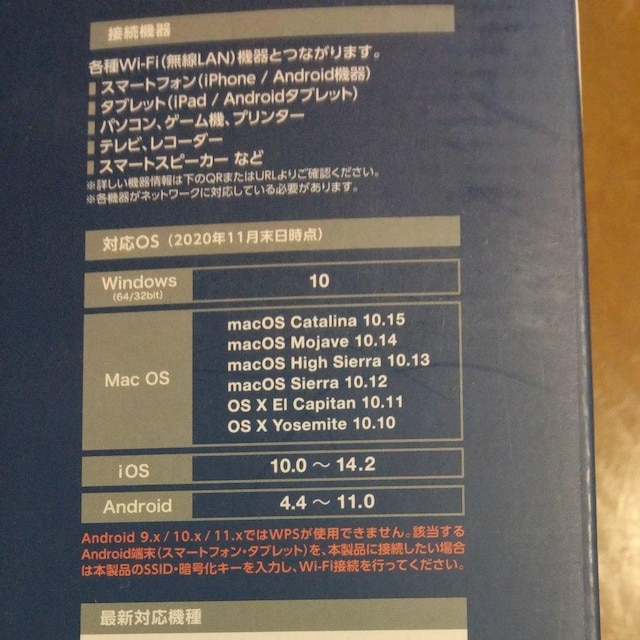 接続機器
各種Wi-Fi(無線LAN)機器とつながります。
スマートフォン(iPhone / Android機器)
タブレット(iPad / Androidタブレット)
パソコン、ゲーム機、プリンター
テレビ、レコーダー
スマートスピーカー など
※詳しい機器情報は下のQRまたはURLよりご確認ください。
※各機器がネットワークに対応している必要があります。
対応OS(2020年11月末日時点)
Windows
(64/32bit)
10
Mac OS
macOS Catalina 10.15
macOS Mojave 10.14
macOS High Sierra 10.13
macOS Sierra 10.12
OS X El Capitan 10.11
OS X Yosemite 10.10
iOS
10.0 ~ 14.2
Android
4.4 ~ 11.0
Android 9.x / 10.x / 11.xではWPSが使用できません。該当する
Android端末(スマートフォン・タブレット)を、本製品に接続したい場合
は本製品のSSID・暗号化キーを入力し、Wi-Fi接続を行ってください。
最新対応機種